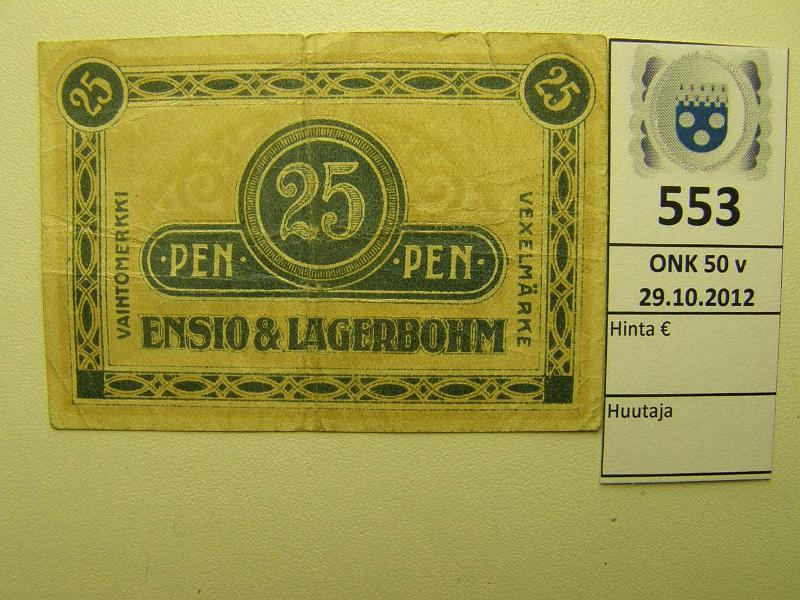 25
25
25
·PEN· ·PEN·
VAIHTOMERKKI
VEXELMÄRKE
ENSIO & LAGERBOHM
553
ONK 50 v
29.10.2012
Hinta €
Huutaja